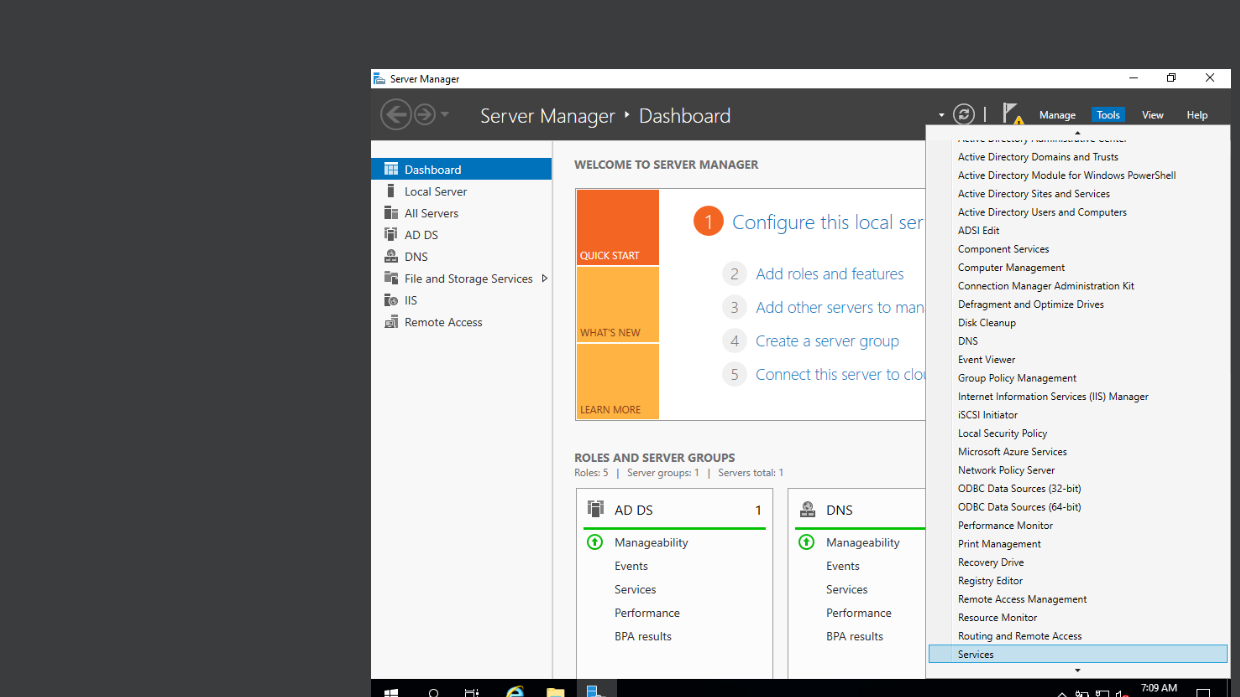 Server Manager
Server Manager ‣ Dashboard
Manage Tools View Help
Dashboard
Local Server
All Servers
AD DS
DNS
File and Storage Services
IIS
Remote Access
WELCOME TO SERVER MANAGER
QUICK START
WHAT'S NEW
LEARN MORE
1 Configure this local ser
2 Add roles and features
3 Add other servers to man
4 Create a server group
5 Connect this server to clou
ROLES AND SERVER GROUPS
Roles: 5 | Server groups: 1 | Servers total: 1
AD DS 1
Manageability
Events
Services
Performance
BPA results
DNS
Manageability
Events
Services
Performance
BPA results
Active Directory Administrative Center
Active Directory Domains and Trusts
Active Directory Module for Windows PowerShell
Active Directory Sites and Services
Active Directory Users and Computers
ADSI Edit
Component Services
Computer Management
Connection Manager Administration Kit
Defragment and Optimize Drives
Disk Cleanup
DNS
Event Viewer
Group Policy Management
Internet Information Services (IIS) Manager
iSCSI Initiator
Local Security Policy
Microsoft Azure Services
Network Policy Server
ODBC Data Sources (32-bit)
ODBC Data Sources (64-bit)
Performance Monitor
Print Management
Recovery Drive
Registry Editor
Remote Access Management
Resource Monitor
Routing and Remote Access
Services
7:09 AM